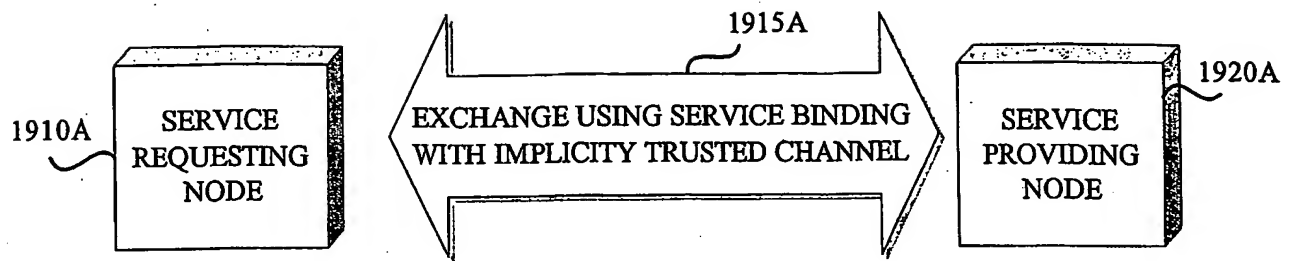 1915A
1920A
1910A
SERVICE
REQUESTING
NODE
EXCHANGE USING SERVICE BINDING
WITH IMPLICITY TRUSTED CHANNEL
SERVICE
PROVIDING
NODE